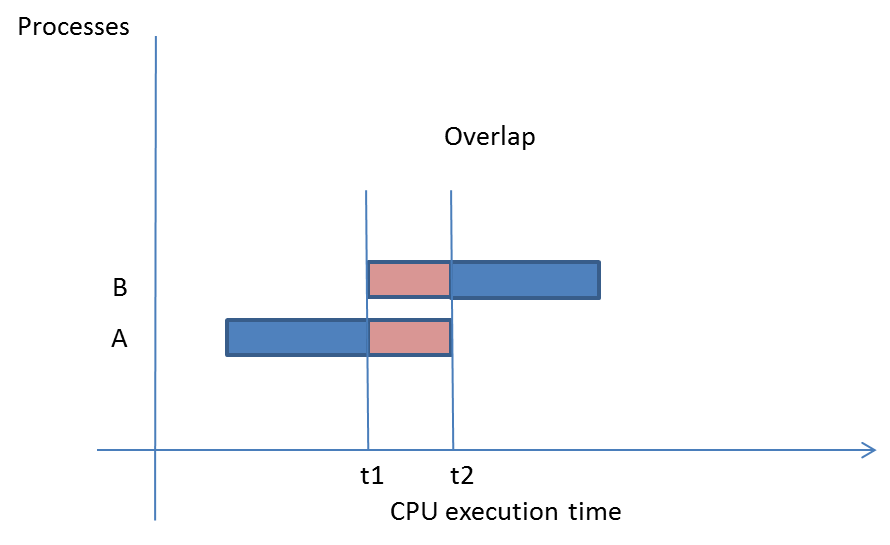 Processes
Overlap
B
A
t1
t2
CPU execution time